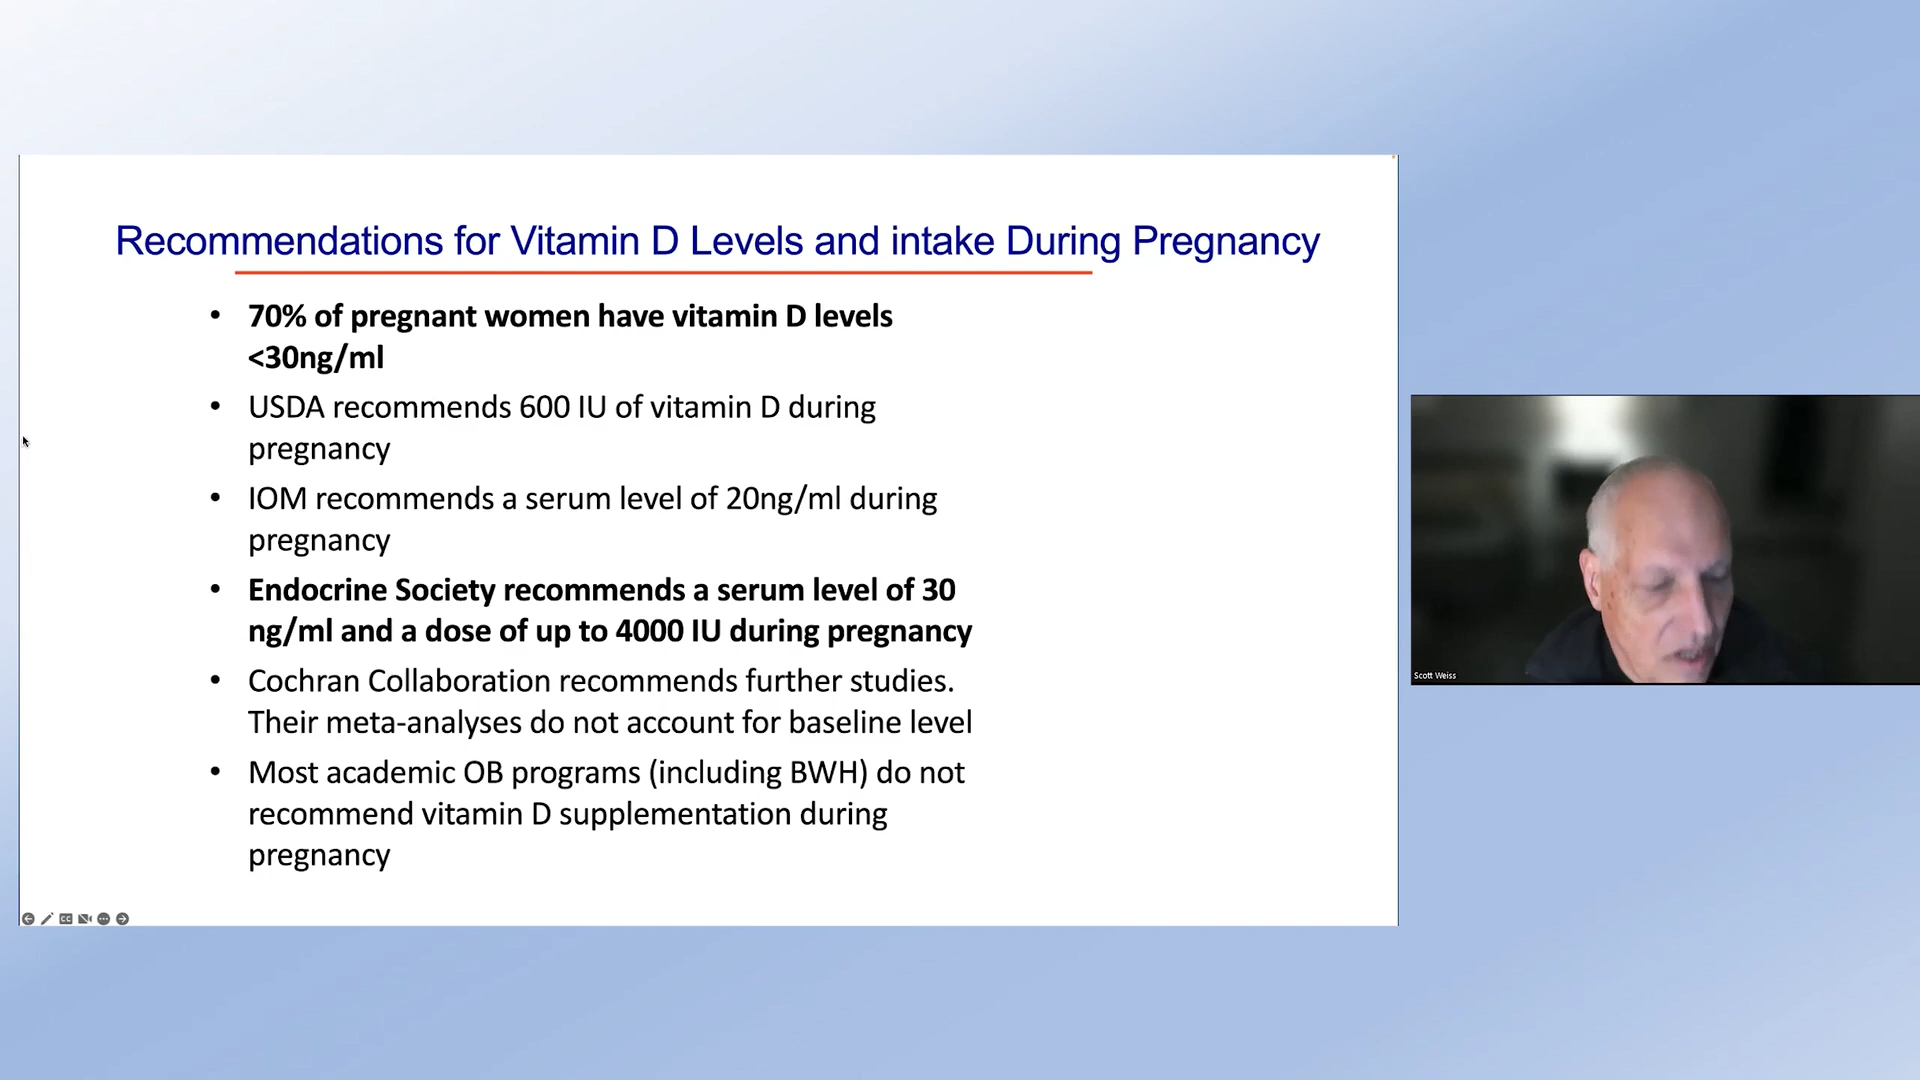 Recommendations for Vitamin D Levels and intake During Pregnancy
• 70% of pregnant women have vitamin D levels
<30ng/ml
• USDA recommends 600 IU of vitamin D during
pregnancy
• IOM recommends a serum level of 20ng/ml during
pregnancy
• Endocrine Society recommends a serum level of 30
ng/ml and a dose of up to 4000 IU during pregnancy
• Cochran Collaboration recommends further studies.
Their meta-analyses do not account for baseline level
• Most academic OB programs (including BWH) do not
recommend vitamin D supplementation during
pregnancy
Scott Weiss
CC